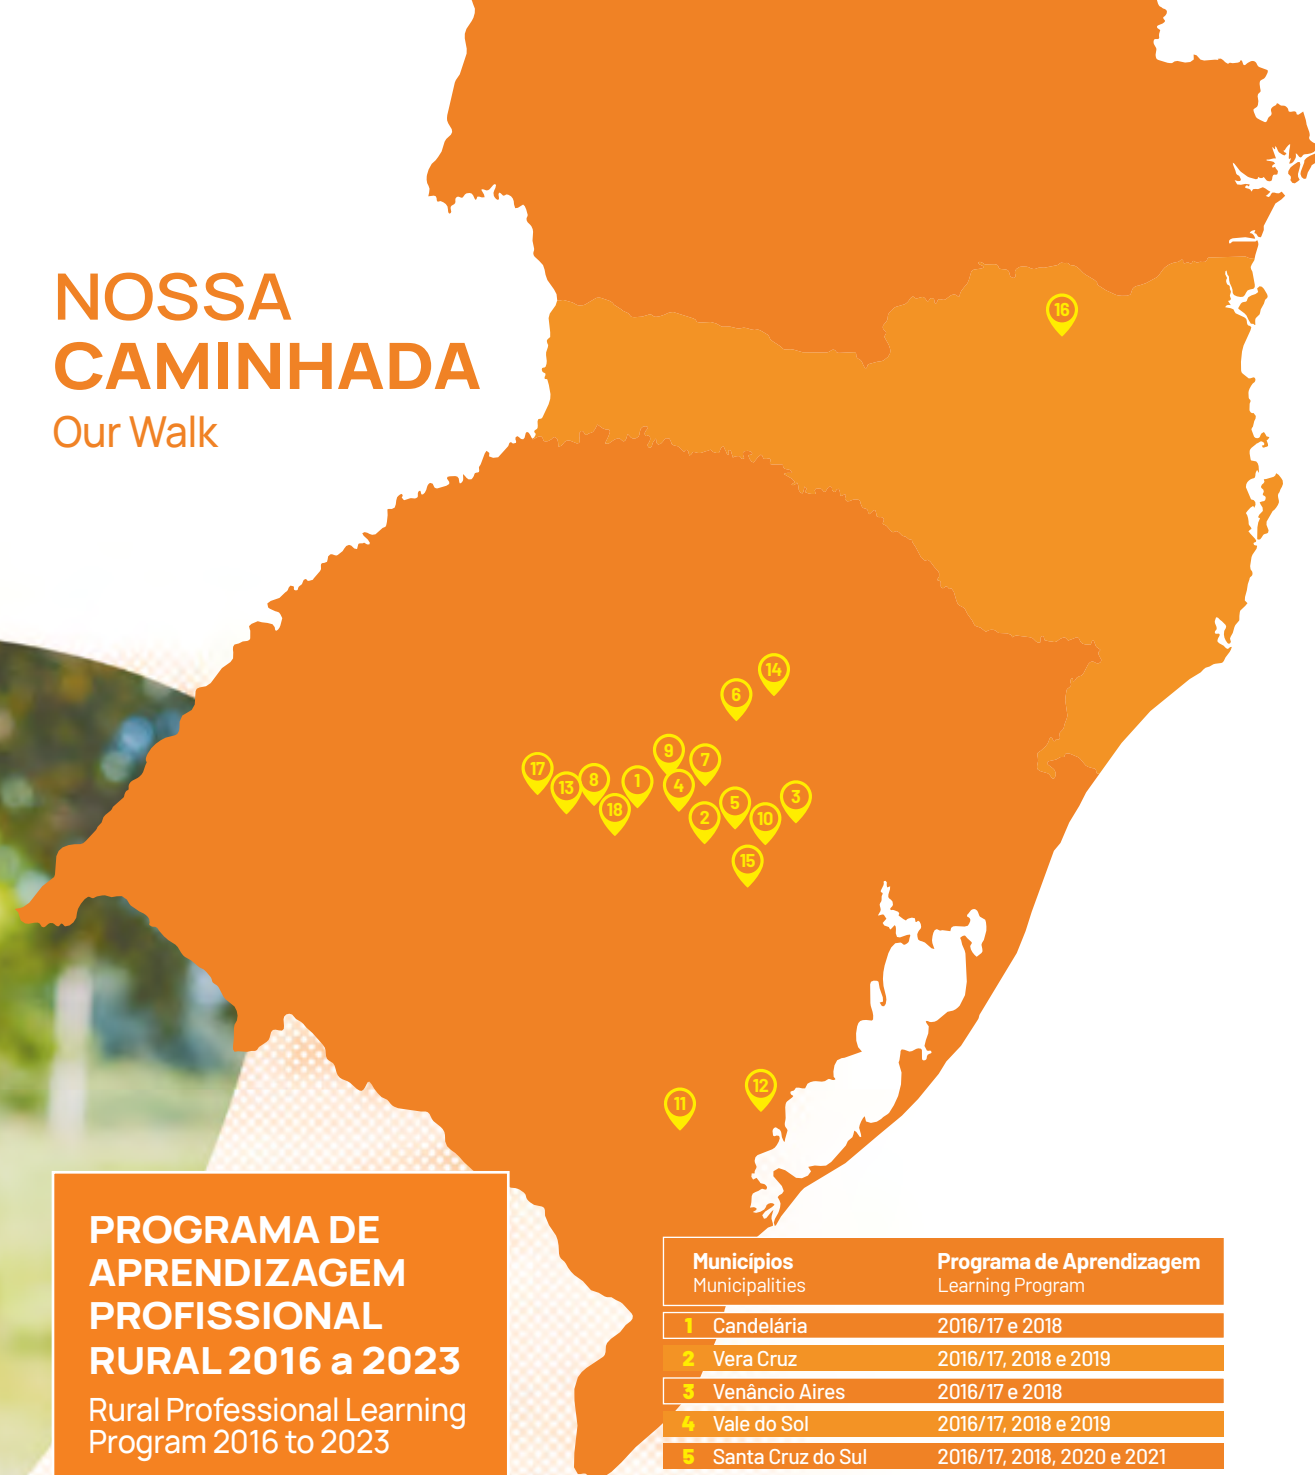 NOSSA
CAMINHADA
Our Walk
16
14
6
9
7
17
8
1
13
4
3
5
18
2
10
15
12
11
PROGRAMA DE
APRENDIZAGEM
PROFISSIONAL
RURAL 2016 a 2023
Rural Professional Learning
Program 2016 to 2023
Municípios Programa de Aprendizagem
Municipalities Learning Program
1 Candelária 2016/17 e 2018
2 Vera Cruz 2016/17, 2018 e 2019
3 Venâncio Aires 2016/17 e 2018
4 Vale do Sol 2016/17, 2018 e 2019
5 Santa Cruz do Sul 2016/17, 2018, 2020 e 2021